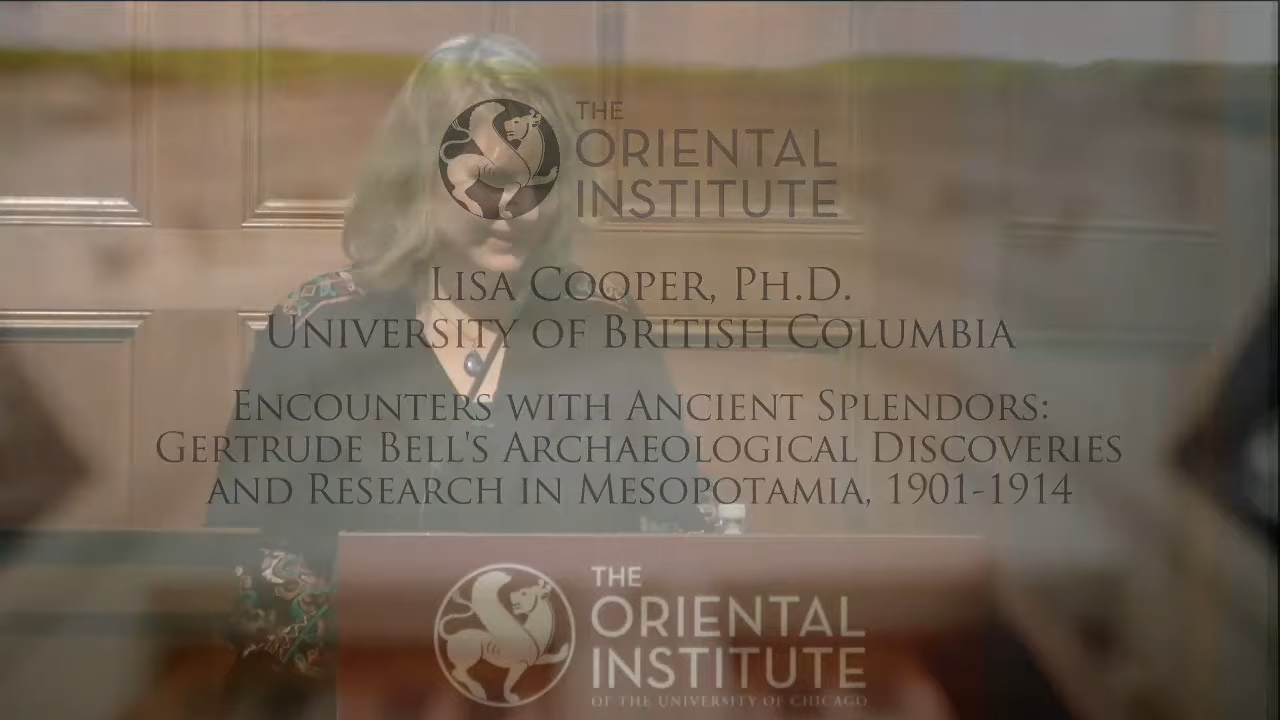 THE
ORIENTAL
INSTITUTE
LISA COOPER, PH.D.
UNIVERSITY OF BRITISH COLUMBIA
ENCOUNTERS WITH ANCIENT SPLENDORS:
GERTRUDE BELL'S ARCHAEOLOGICAL DISCOVERIES
AND RESEARCH IN MESOPOTAMIA, 1901-1914
THE
ORIENTAL
INSTITUTE
OF THE UNIVERSITY OF CHICAGO